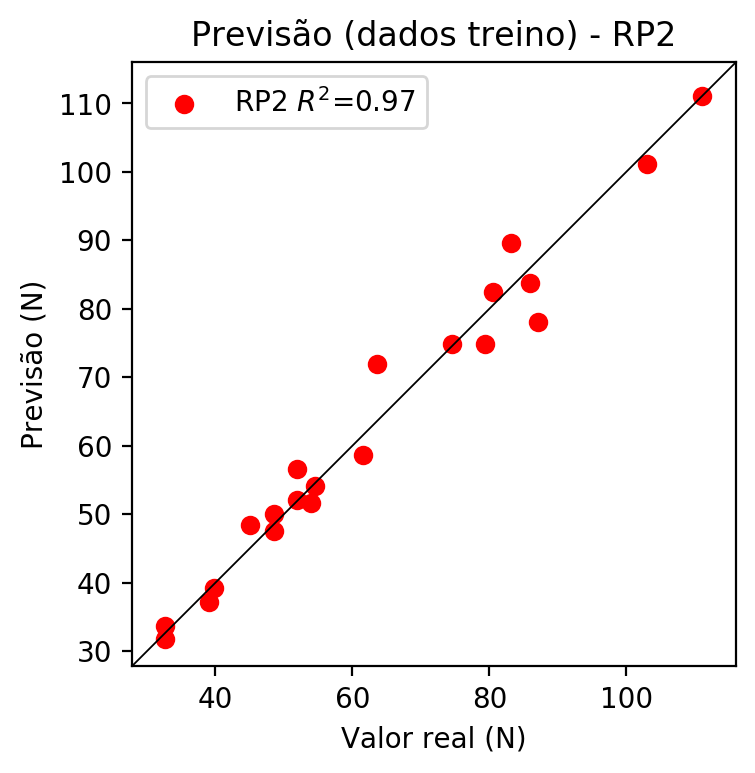 Previsão (dados treino) - RP2
RP2 R²=0.97
110
100
90
80
70
60
50
40
30
Previsão (N)
40 60 80 100
Valor real (N)